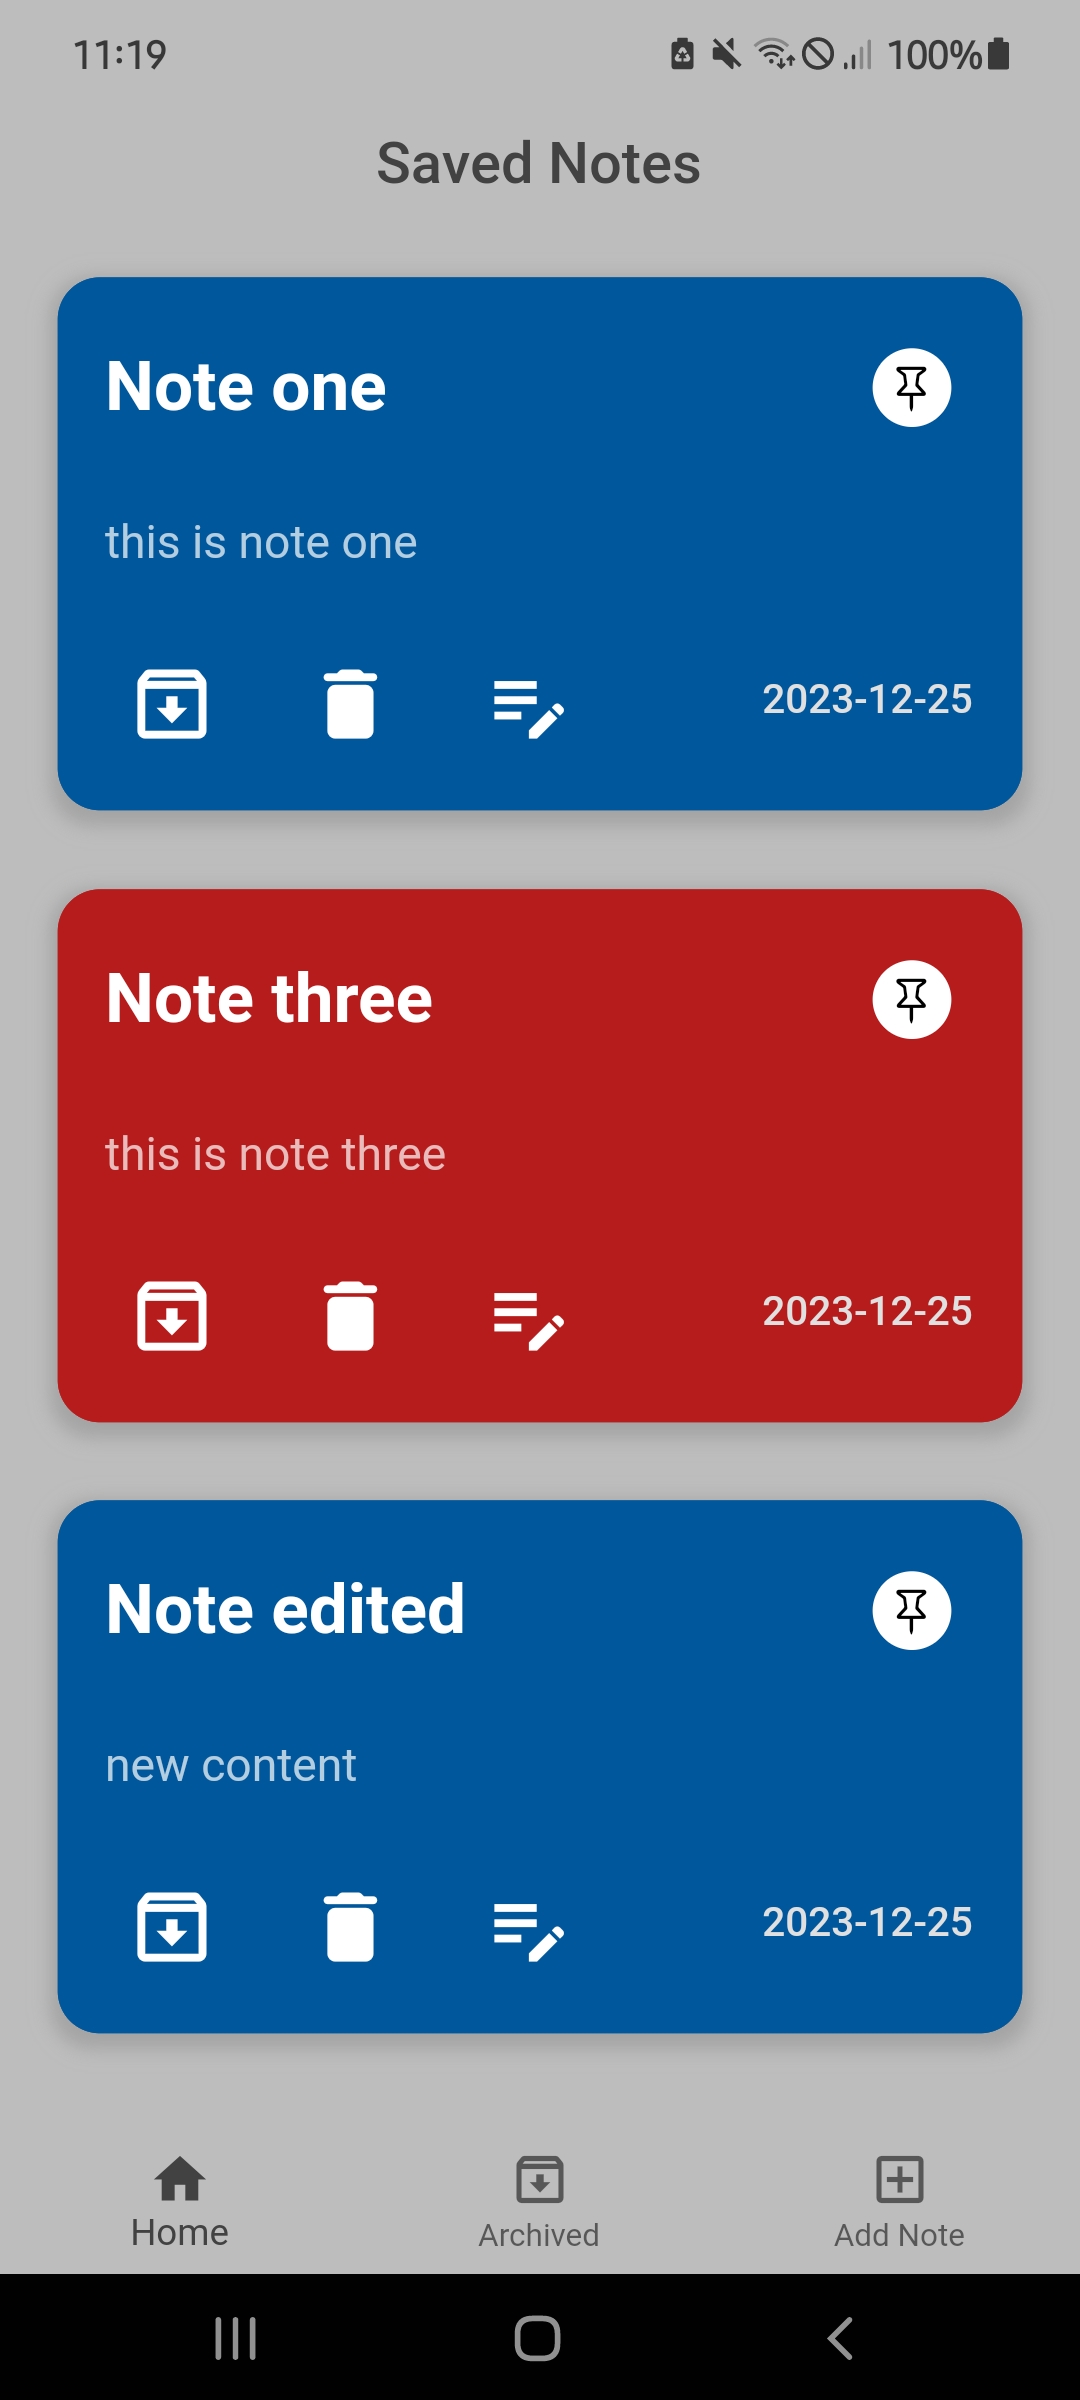 11:19
100%
Saved Notes
Note one
this is note one
2023-12-25
Note three
this is note three
2023-12-25
Note edited
new content
2023-12-25
Home
Archived
Add Note